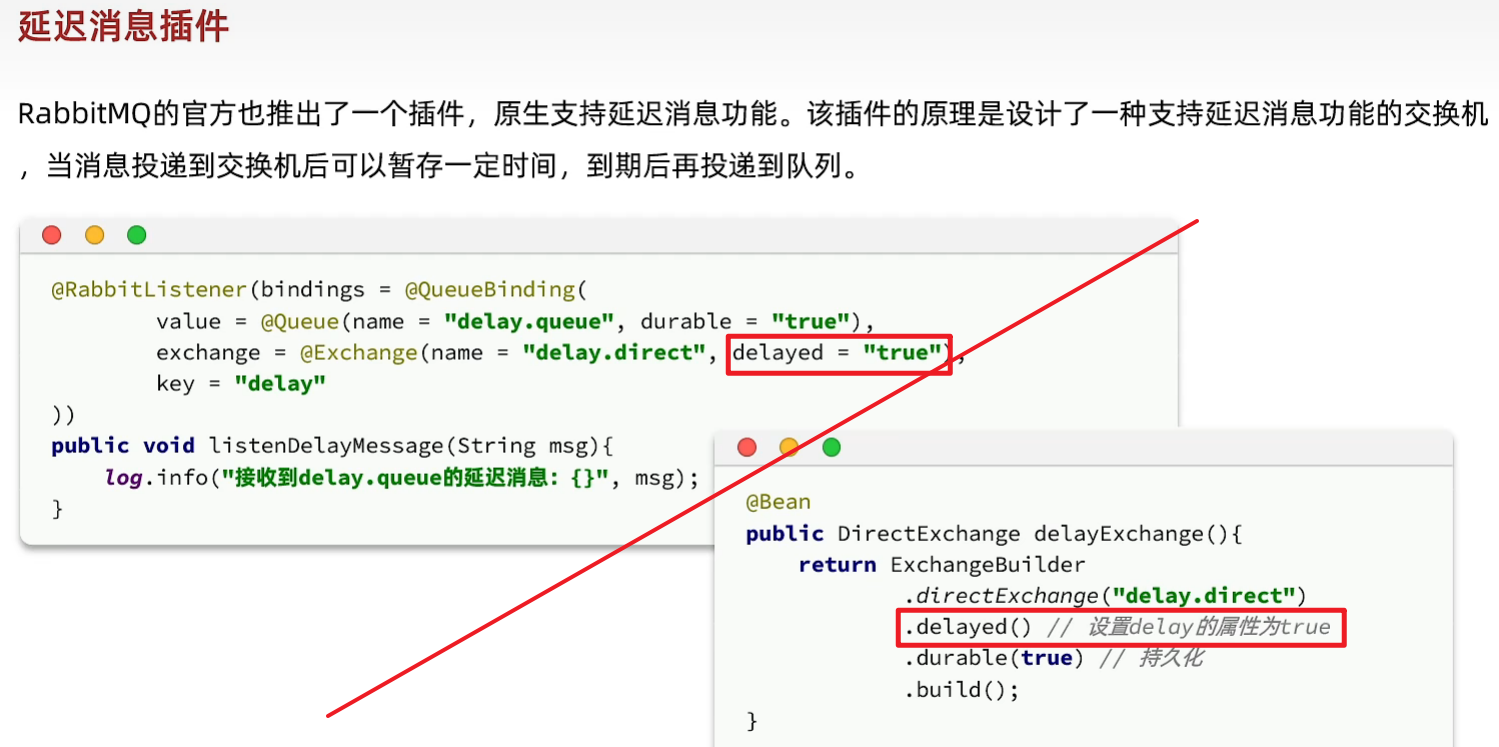 延迟消息插件
RabbitMQ的官方也推出了一个插件，原生支持延迟消息功能。该插件的原理是设计了一种支持延迟消息功能的交换机
，当消息投递到交换机后可以暂存一定时间，到期后再投递到队列。
@RabbitListener(bindings = @QueueBinding(
        value = @Queue(name = "delay.queue", durable = "true"),
        exchange = @Exchange(name = "delay.direct", delayed = "true"),
        key = "delay"
))
public void listenDelayMessage(String msg){
    log.info("接收到delay.queue的延迟消息：{}", msg);
}
@Bean
public DirectExchange delayExchange(){
    return ExchangeBuilder
            .directExchange("delay.direct")
            .delayed() // 设置delay的属性为true
            .durable(true) // 持久化
            .build();
}